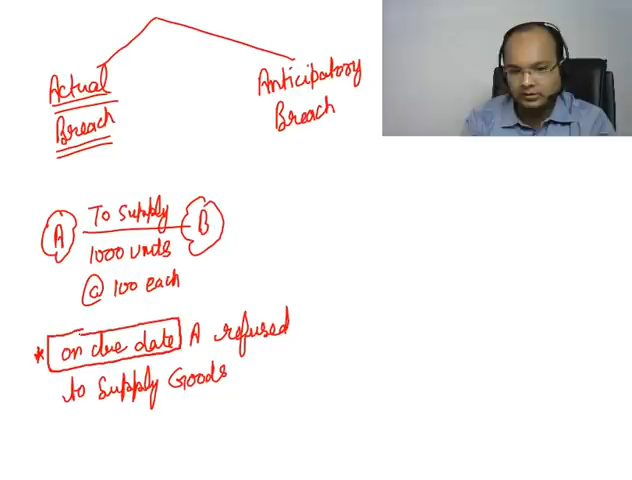 Actual
Breach
Anticipatory
Breach
A To Supply B
1000 units
@ 100 each
* on due date A refused
to Supply Goods